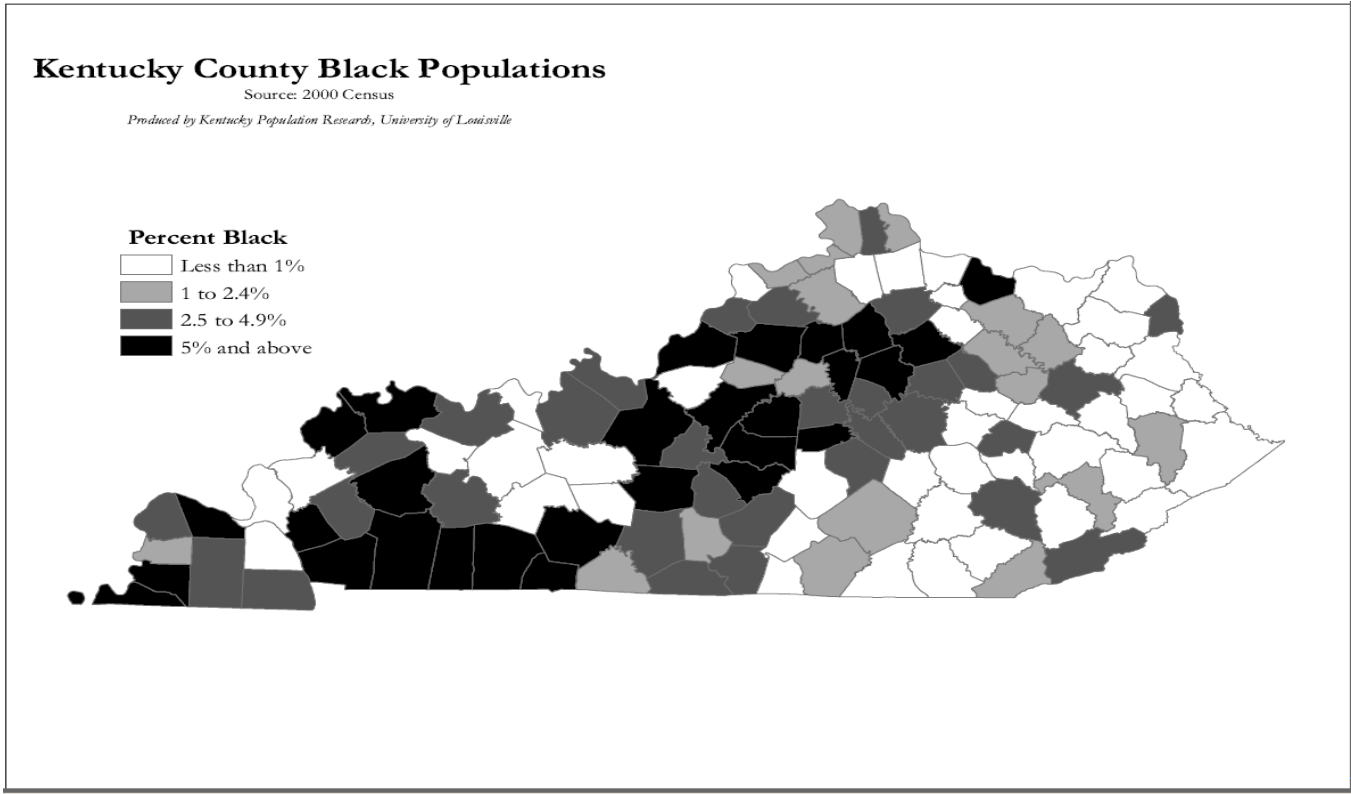 Kentucky County Black Populations
Source: 2000 Census
Produced by Kentucky Population Research, University of Louisville
Percent Black
Less than 1%
1 to 2.4%
2.5 to 4.9%
5% and above